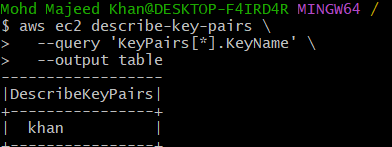 Mohd Majeed Khan@DESKTOP-F4IRD4R MINGW64 /
$ aws ec2 describe-key-pairs \
>   --query 'KeyPairs[*].KeyName' \
>   --output table
------------------
|DescribeKeyPairs|
+----------------+
|  khan          |
+----------------+